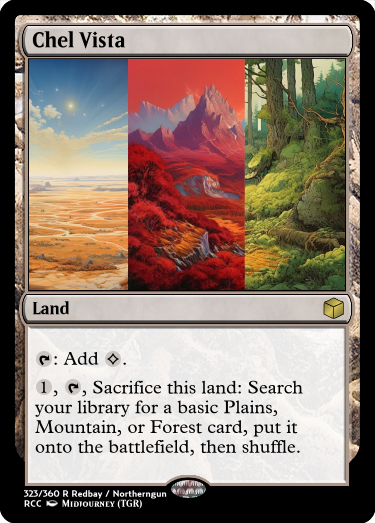 Chel Vista
Land
: Add .
1, , Sacrifice this land: Search
your library for a basic Plains,
Mountain, or Forest card, put it
onto the battlefield, then shuffle.
323/360 R Redbay / Northerngun
RCC Midjourney (TGR)